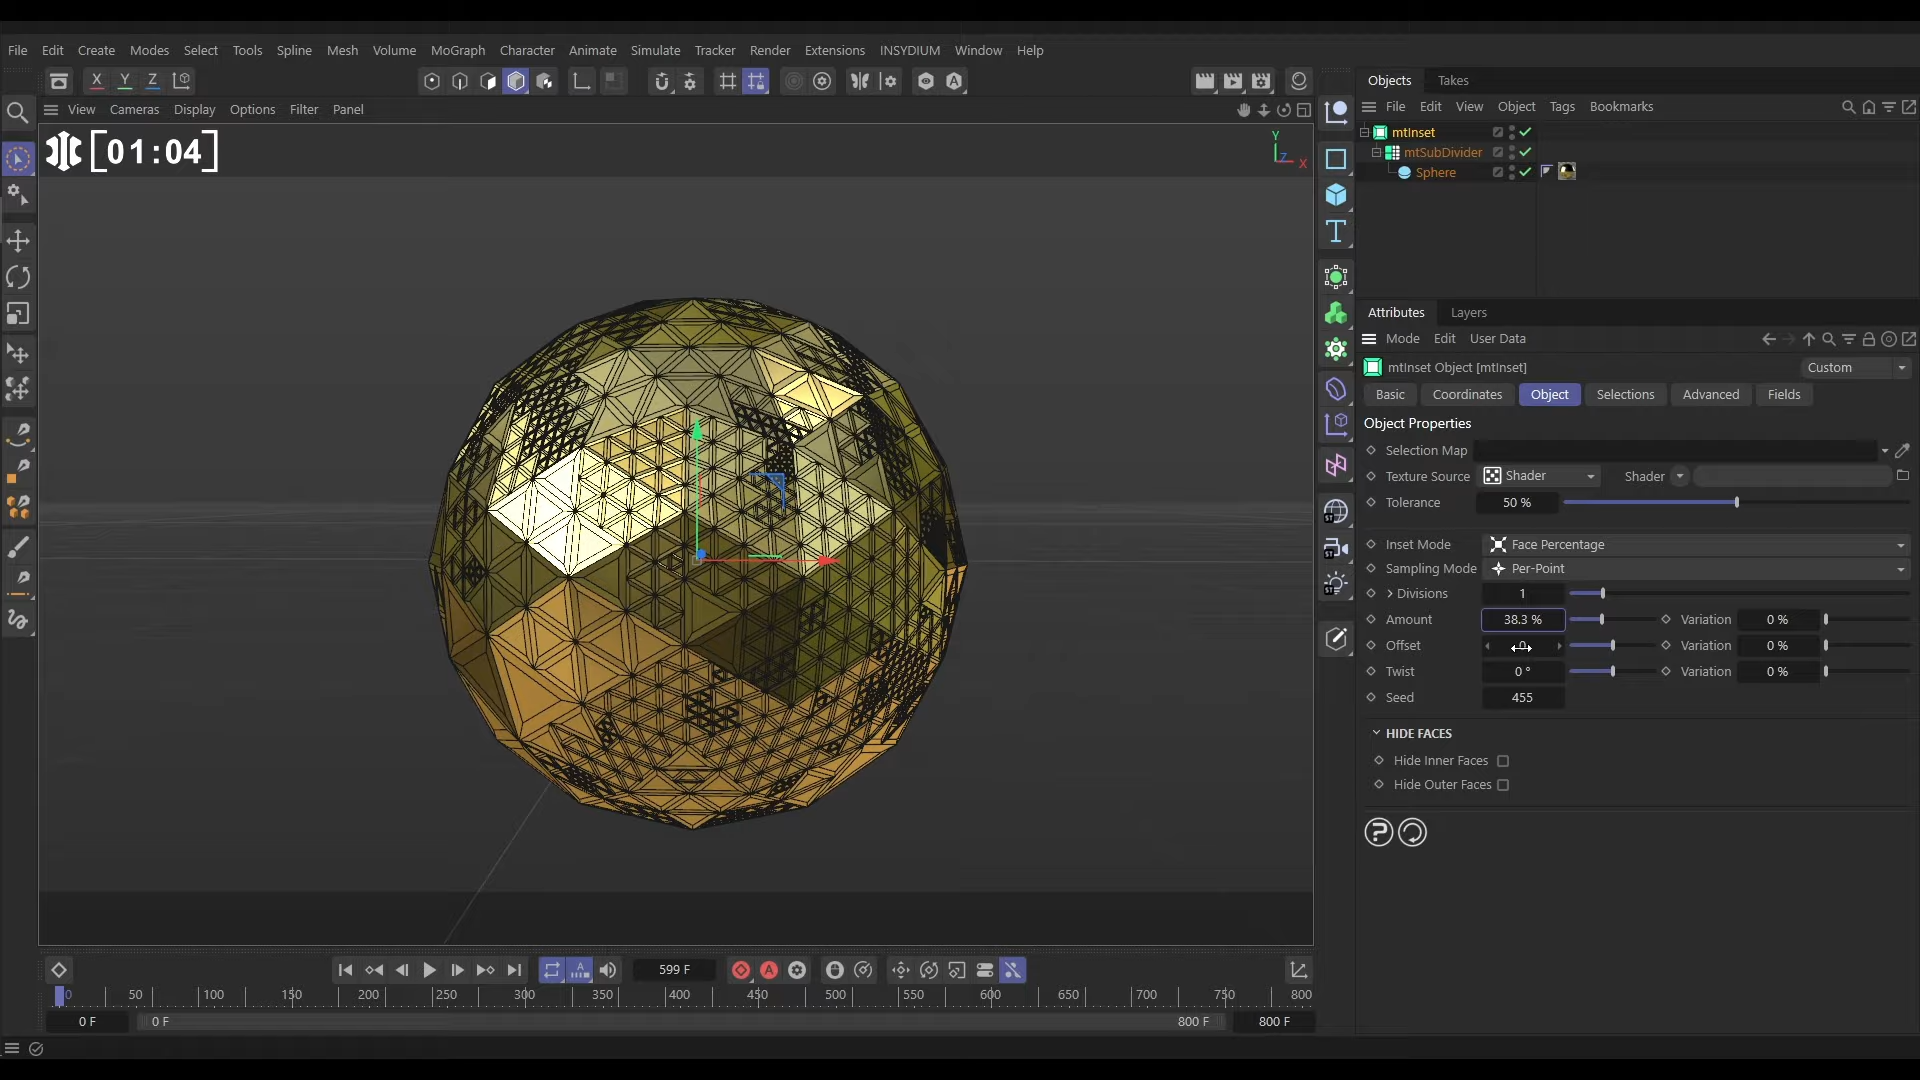 File Edit Create Modes Select Tools Spline Mesh Volume MoGraph Character Animate Simulate Tracker Render Extensions INSYDIUM Window Help
X Y Z
View Cameras Display Options Filter Panel
[01:04]
Y
Z X
T
ST
ST
ST
Objects Takes
File Edit View Object Tags Bookmarks
mtInset
mtSubDivider
Sphere
Attributes Layers
Mode Edit User Data
mtInset Object [mtInset] Custom
Basic Coordinates Object Selections Advanced Fields
Object Properties
Selection Map
Texture Source Shader Shader
Tolerance 50 %
Inset Mode Face Percentage
Sampling Mode Per-Point
Divisions 1
Amount 38.3 % Variation 0 %
Offset 0 Variation 0 %
Twist 0 ° Variation 0 %
Seed 455
HIDE FACES
Hide Inner Faces
Hide Outer Faces
?
A 599 F A
0 50 100 150 200 250 300 350 400 450 500 550 600 650 700 750 800
0 F 0 F 800 F 800 F